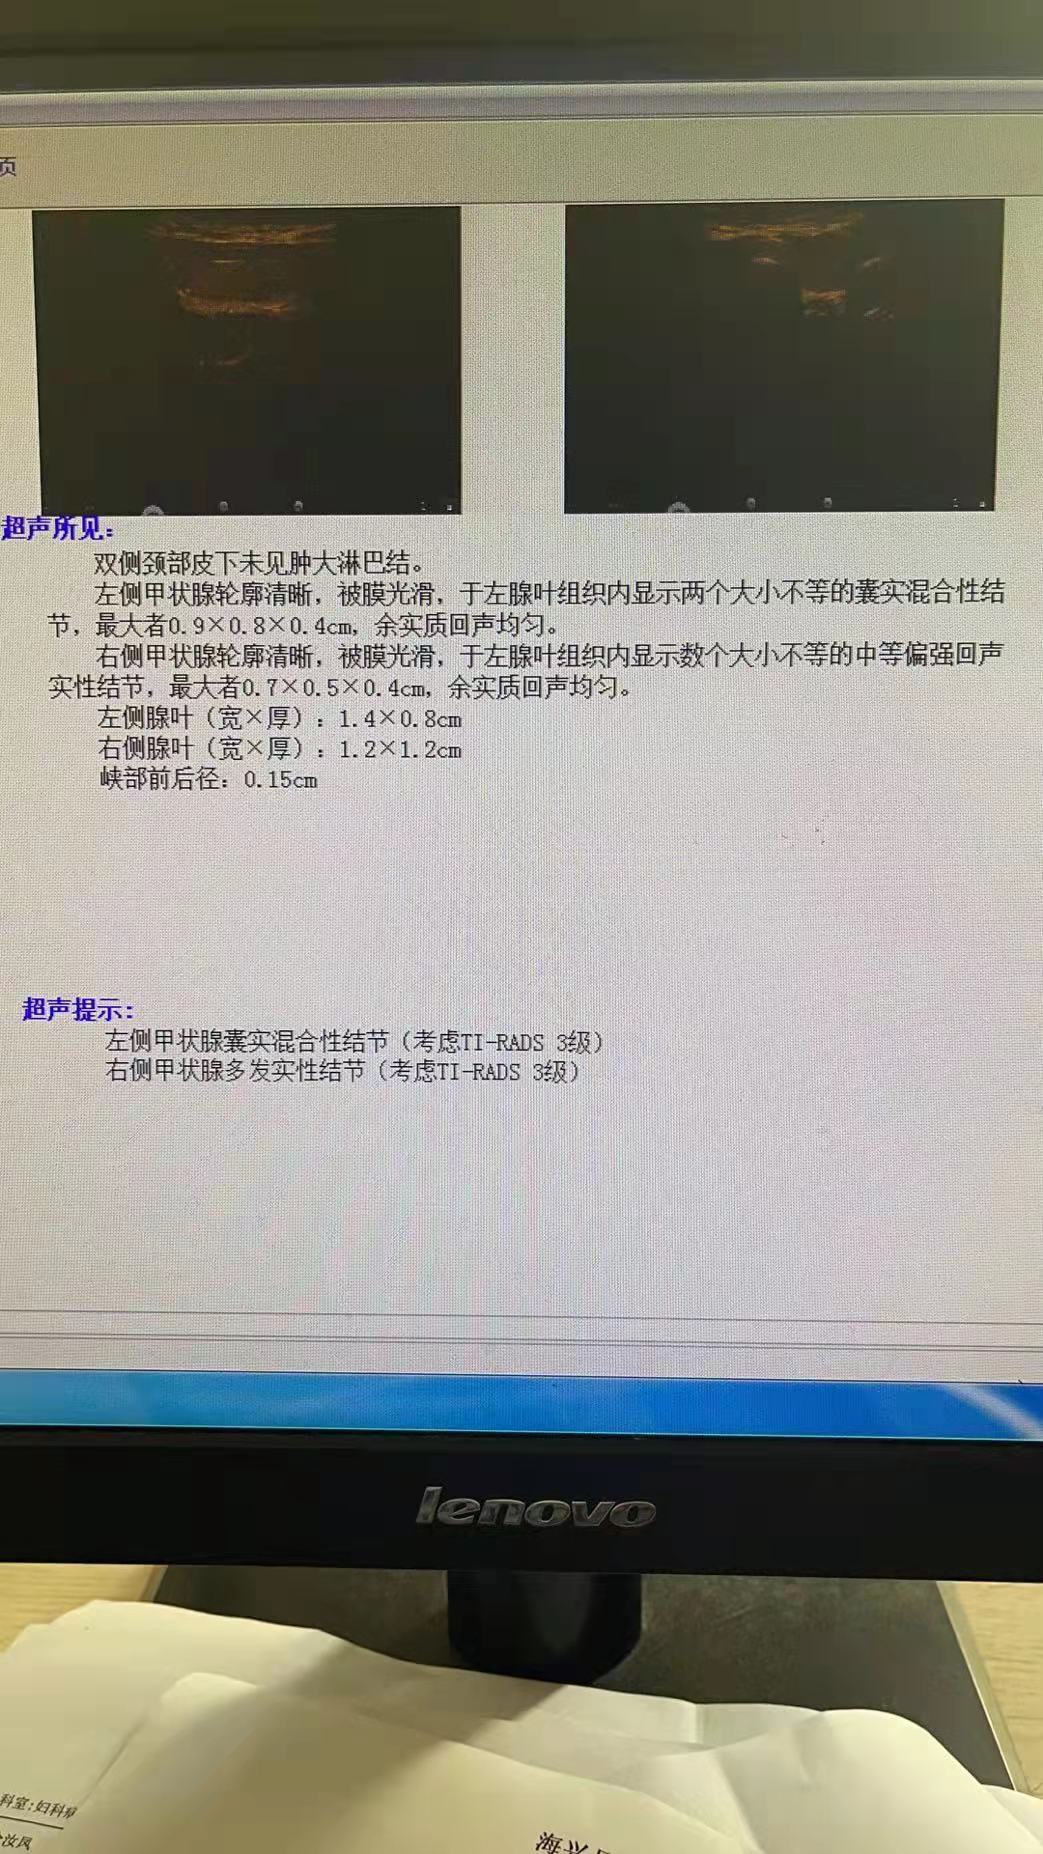 页
超声所见：
双侧颈部皮下未见肿大淋巴结。
左侧甲状腺轮廓清晰，被膜光滑，于左腺叶组织内显示两个大小不等的囊实混合性结
节，最大者0.9×0.8×0.4cm，余实质回声均匀。
右侧甲状腺轮廓清晰，被膜光滑，于左腺叶组织内显示数个大小不等的中等偏强回声
实性结节，最大者0.7×0.5×0.4cm，余实质回声均匀。
左侧腺叶（宽×厚）：1.4×0.8cm
右侧腺叶（宽×厚）：1.2×1.2cm
峡部前后径：0.15cm
超声提示：
左侧甲状腺囊实混合性结节（考虑TI-RADS 3级）
右侧甲状腺多发实性结节（考虑TI-RADS 3级）
lenovo
科室:妇科
汝凤
海兴